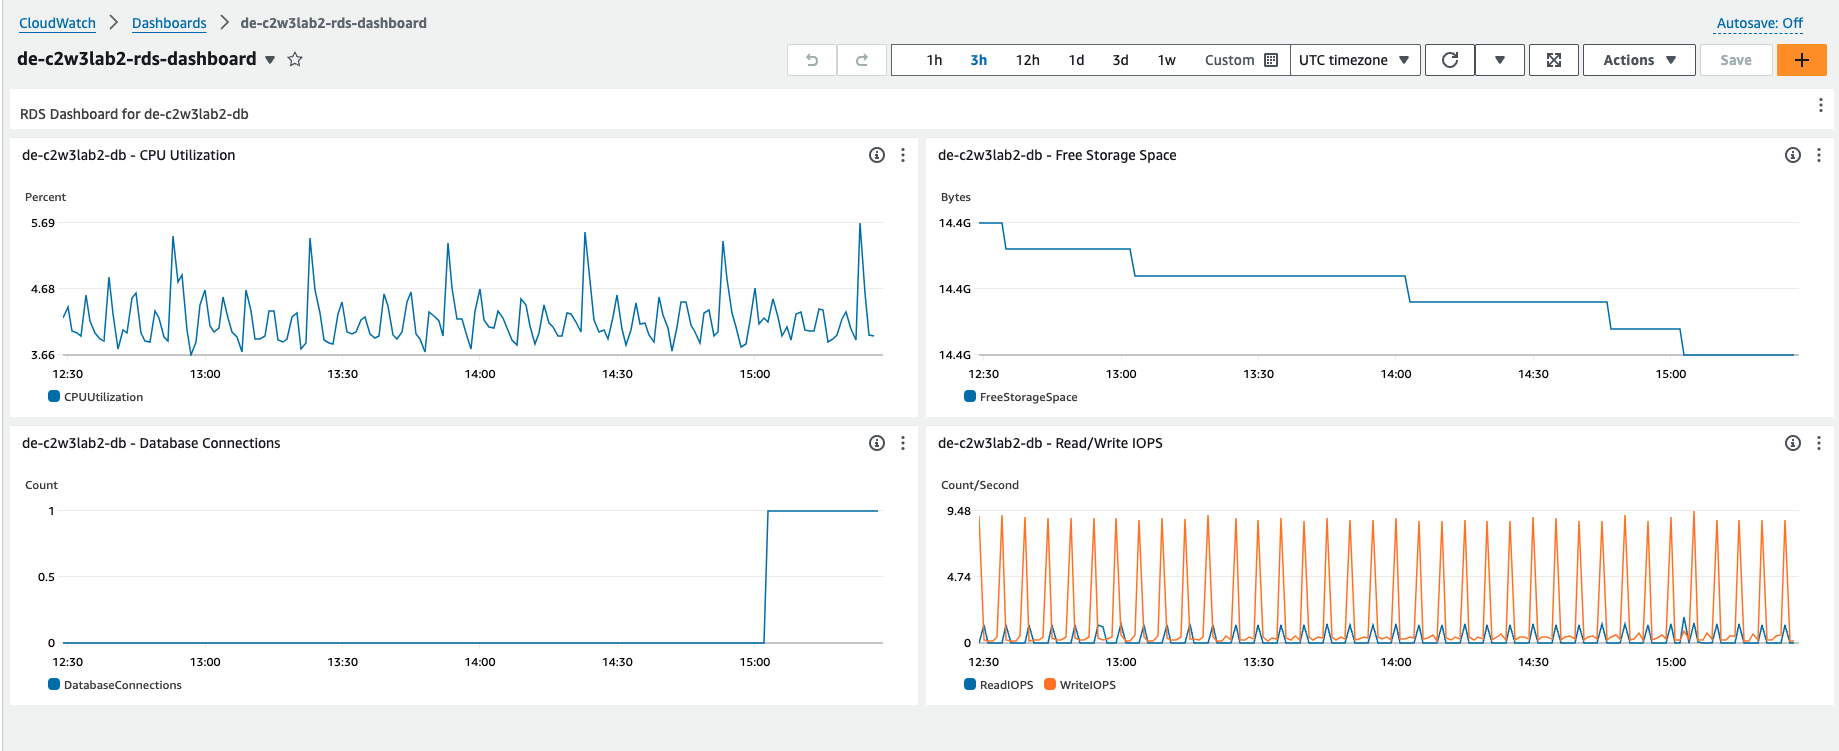 CloudWatch > Dashboards > de-c2w3lab2-rds-dashboard
Autosave: Off
de-c2w3lab2-rds-dashboard
1h 3h 12h 1d 3d 1w Custom UTC timezone Actions Save +
RDS Dashboard for de-c2w3lab2-db
de-c2w3lab2-db - CPU Utilization
Percent
5.69
4.68
3.66
12:30 13:00 13:30 14:00 14:30 15:00
CPUUtilization
de-c2w3lab2-db - Free Storage Space
Bytes
14.4G
14.4G
14.4G
12:30 13:00 13:30 14:00 14:30 15:00
FreeStorageSpace
de-c2w3lab2-db - Database Connections
Count
1
0.5
0
12:30 13:00 13:30 14:00 14:30 15:00
DatabaseConnections
de-c2w3lab2-db - Read/Write IOPS
Count/Second
9.48
4.74
0
12:30 13:00 13:30 14:00 14:30 15:00
ReadIOPS WriteIOPS